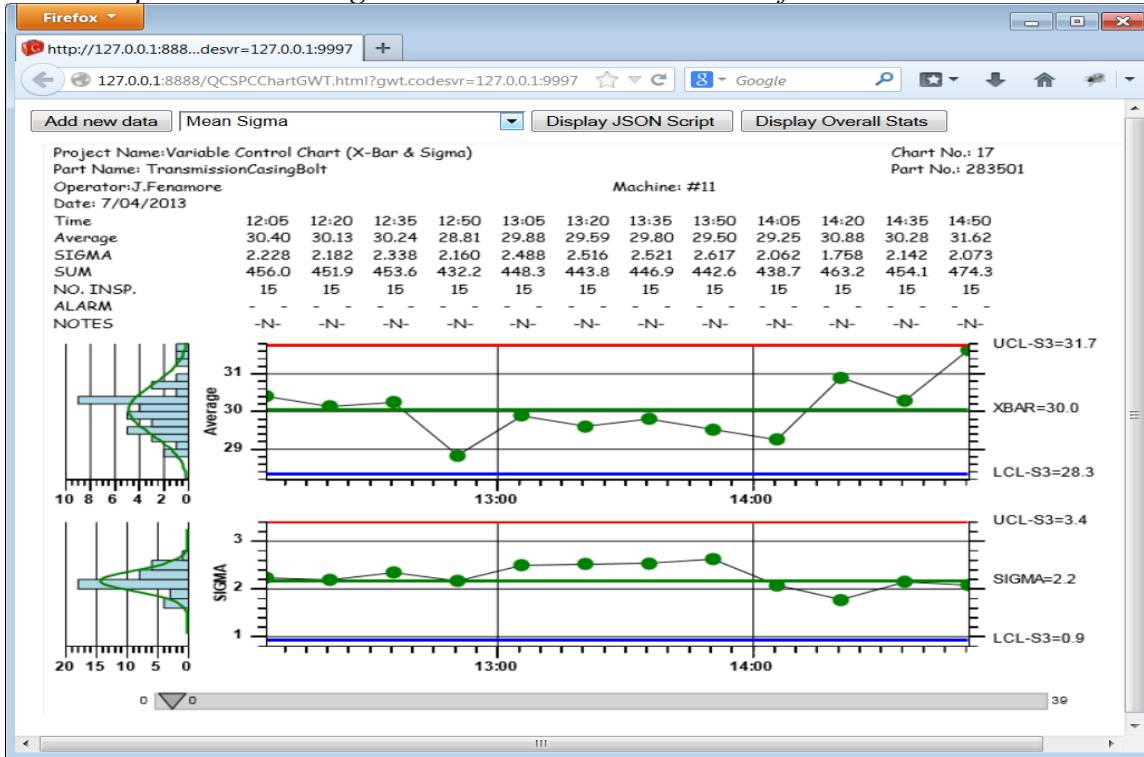 Firefox
http://127.0.0.1:888...desvr=127.0.0.1:9997
127.0.0.1:8888/QCSPCChartGWT.html?gwt.codesvr=127.0.0.1:9997 Google
Add new data Mean Sigma Display JSON Script Display Overall Stats
Project Name:Variable Control Chart (X-Bar & Sigma) Chart No.: 17
Part Name: TransmissionCasingBolt Part No.: 283501
Operator:J.Fenamore Machine: #11
Date: 7/04/2013
Time 12:05 12:20 12:35 12:50 13:05 13:20 13:35 13:50 14:05 14:20 14:35 14:50
Average 30.40 30.13 30.24 28.81 29.88 29.59 29.80 29.50 29.25 30.88 30.28 31.62
SIGMA 2.228 2.182 2.338 2.160 2.488 2.516 2.521 2.617 2.062 1.758 2.142 2.073
SUM 456.0 451.9 453.6 432.2 448.3 443.8 446.9 442.6 438.7 463.2 454.1 474.3
NO. INSP. 15 15 15 15 15 15 15 15 15 15 15 15
ALARM - - - - - - - - - - - - - - - - - - - - - - - -
NOTES -N- -N- -N- -N- -N- -N- -N- -N- -N- -N- -N- -N-
UCL-S3=31.7
31
Average
30
XBAR=30.0
29
LCL-S3=28.3
10 8 6 4 2 0 13:00 14:00
UCL-S3=3.4
3
SIGMA
2
SIGMA=2.2
1
LCL-S3=0.9
20 15 10 5 0 13:00 14:00
0 0 39